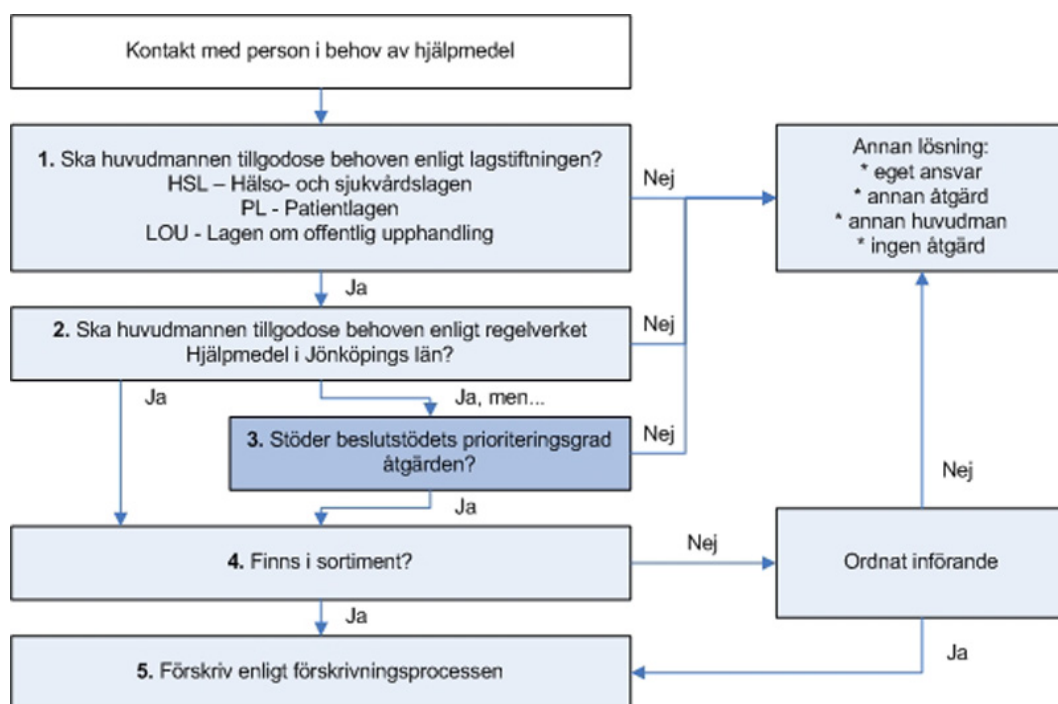 Kontakt med person i behov av hjälpmedel
1. Ska huvudmannen tillgodose behoven enligt lagstiftningen?
HSL – Hälso- och sjukvårdslagen
PL - Patientlagen
LOU - Lagen om offentlig upphandling
Nej
Annan lösning:
* eget ansvar
* annan åtgärd
* annan huvudman
* ingen åtgärd
Ja
2. Ska huvudmannen tillgodose behoven enligt regelverket
Hjälpmedel i Jönköpings län?
Nej
Ja
Ja, men...
3. Stöder beslutstödets prioriteringsgrad
åtgärden?
Nej
Ja
Nej
4. Finns i sortiment?
Nej
Ordnat införande
Ja
Ja
5. Förskriv enligt förskrivningsprocessen